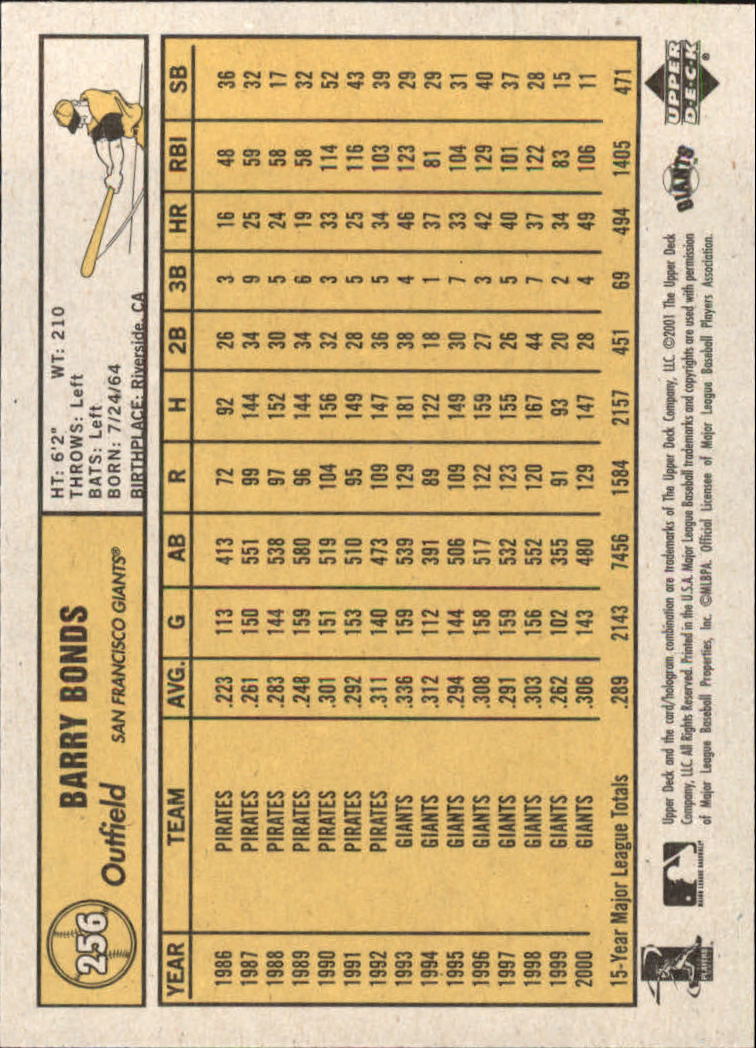 256
BARRY BONDS
Outfield SAN FRANCISCO GIANTS®
HT: 6'2" WT: 210
THROWS: Left
BATS: Left
BORN: 7/24/64
BIRTHPLACE: Riverside, CA
YEAR TEAM AVG. G AB R H 2B 3B HR RBI SB
1986 PIRATES .223 113 413 72 92 26 3 16 48 36
1987 PIRATES .261 150 551 99 144 34 9 25 59 32
1988 PIRATES .283 144 538 97 152 30 5 24 58 17
1989 PIRATES .248 159 580 96 144 34 6 19 58 32
1990 PIRATES .301 151 519 104 156 32 3 33 114 52
1991 PIRATES .292 153 510 95 149 28 5 25 116 43
1992 PIRATES .311 140 473 109 147 36 5 34 103 39
1993 GIANTS .336 159 539 129 181 38 4 46 123 29
1994 GIANTS .312 112 391 89 122 18 1 37 81 29
1995 GIANTS .294 144 506 109 149 30 7 33 104 31
1996 GIANTS .308 158 517 122 159 27 3 42 129 40
1997 GIANTS .291 159 532 123 155 26 5 40 101 37
1998 GIANTS .303 156 552 120 167 44 7 37 122 28
1999 GIANTS .262 102 355 91 93 20 2 34 83 15
2000 GIANTS .306 143 480 129 147 28 4 49 106 11
15-Year Major League Totals .289 2143 7456 1584 2157 451 69 494 1405 471
PLAYERS
MAJOR LEAGUE BASEBALL
Upper Deck and the card/hologram combination are trademarks of The Upper Deck Company, LLC ©2001 The Upper Deck
Company, LLC. All Rights Reserved. Printed in the U.S.A. Major League Baseball trademarks and copyrights are used with permission
of Major League Baseball Properties, Inc. ©MLBPA. Official Licensee of Major League Baseball Players Association.
GIANTS
UPPER
DECK®